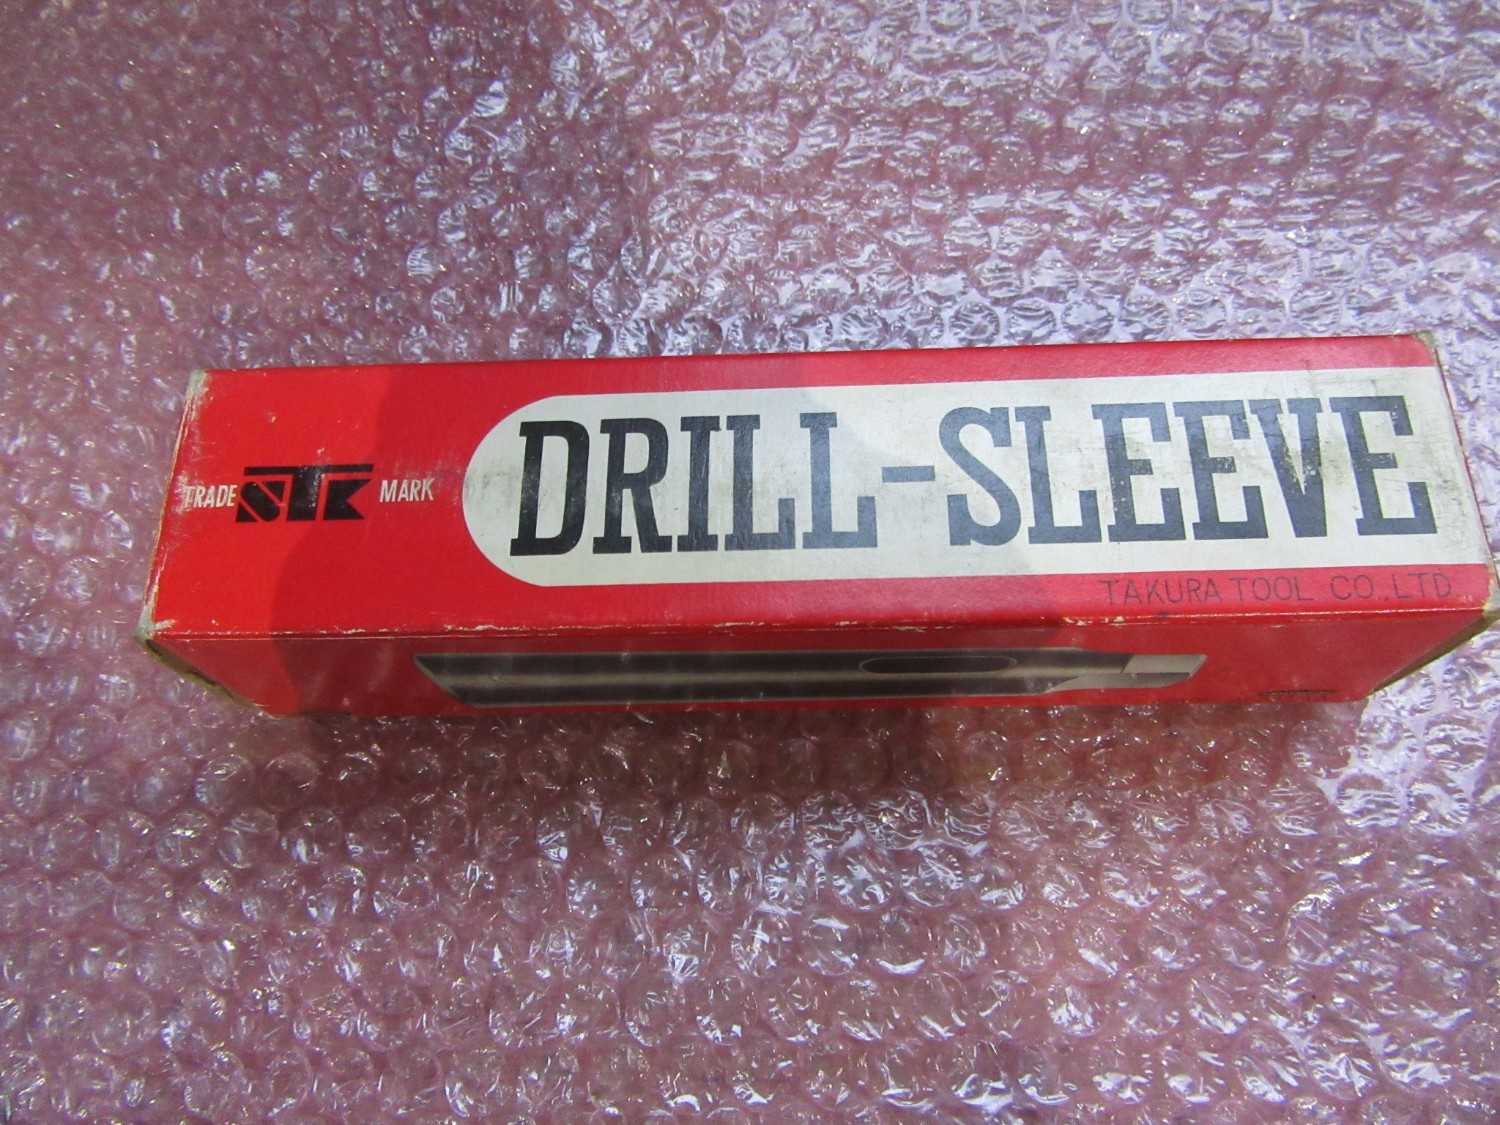 TRADE STK MARK
DRILL-SLEEVE
TAKURA TOOL CO.,LTD